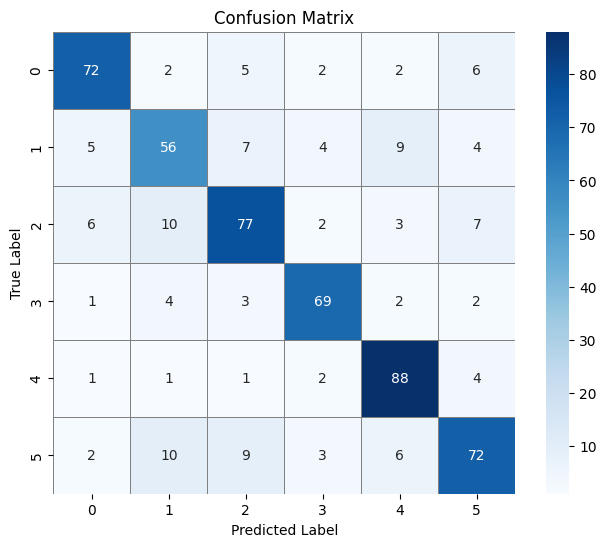 Confusion Matrix
True Label
0 72 2 5 2 2 6
1 5 56 7 4 9 4
2 6 10 77 2 3 7
3 1 4 3 69 2 2
4 1 1 1 2 88 4
5 2 10 9 3 6 72
0 1 2 3 4 5
Predicted Label
80
70
60
50
40
30
20
10